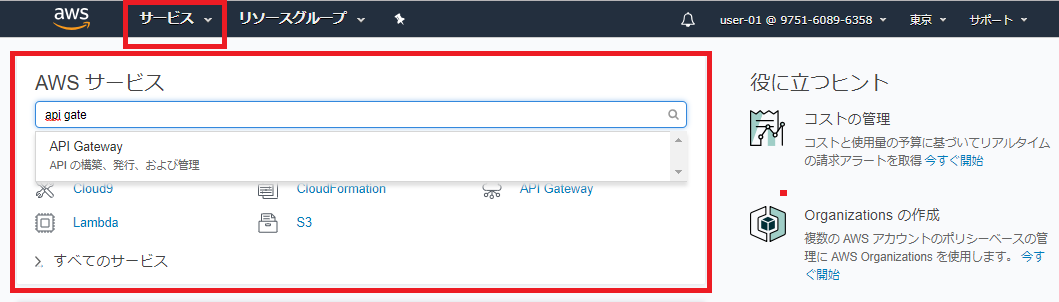 aws サービス リソースグループ user-01 @ 9751-6089-6358 東京 サポート
AWS サービス
api gate
API Gateway
API の構築、発行、および管理
Cloud9 CloudFormation API Gateway
Lambda S3
すべてのサービス
役に立つヒント
コストの管理
コストと使用量の予算に基づいてリアルタイム
の請求アラートを取得 今すぐ開始
Organizations の作成
複数の AWS アカウントのポリシーベースの管
理に AWS Organizations を使用します。 今す
ぐ開始